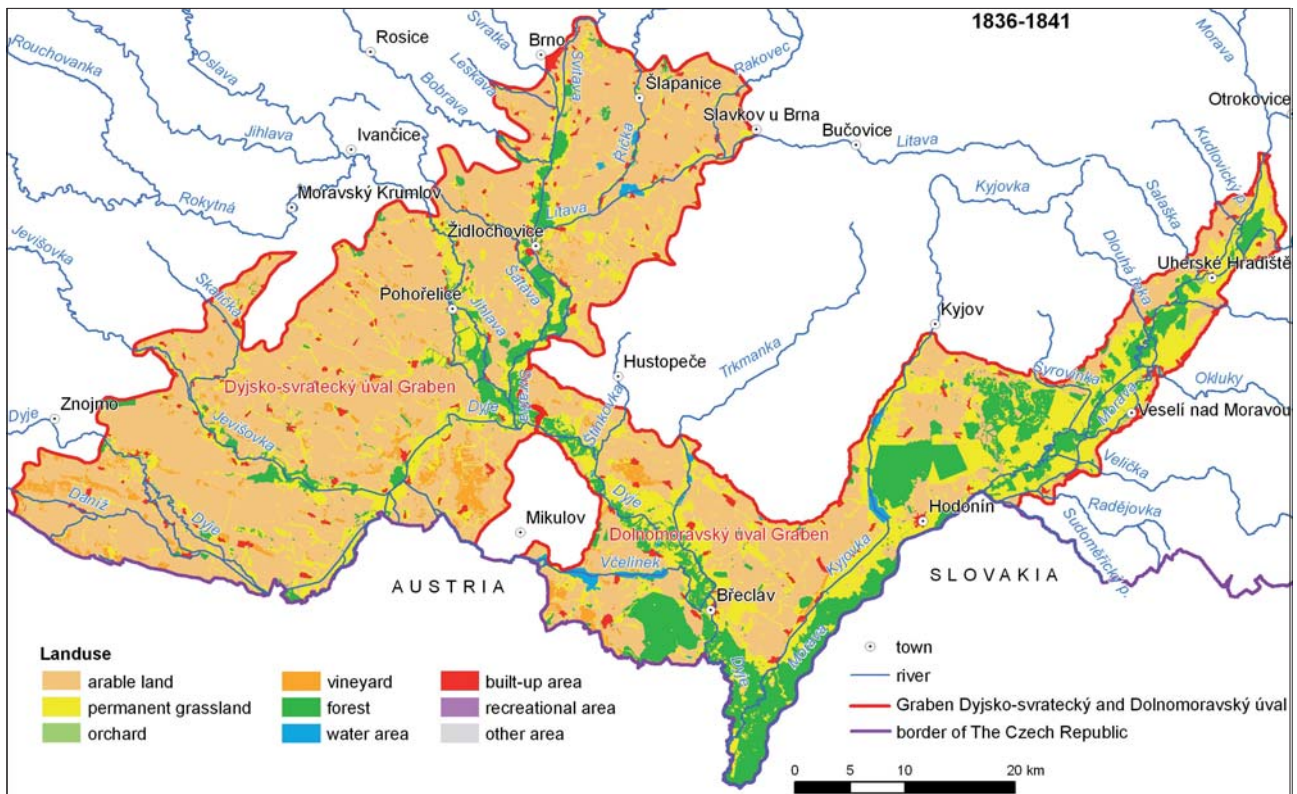 1836-1841
Svratka
Morava
Rosice
Brno
Rouchovanka
Oslava
Leskava
Svitava
Rakovec
Bobrava
Šlapanice
Otrokovice
Slavkov u Brna
Jihlava
Ivančice
Bučovice
Litava
Říčka
Kudlovický p.
Moravský Krumlov
Kyjovka
Salaška
Rokytná
Litava
Židlochovice
Jevišovka
Dlouhá řeka
Skalička
Šatava
Uherské Hradiště
Pohořelice
Jihlava
Kyjov
Hustopeče
Trkmanka
Syrovinka
Dyjsko-svratecký úval Graben
Svratka
Okluky
Znojmo
Dyje
Dyje
Štinkovka
Morava
Veselí nad Moravou
Jevišovka
Velička
Daníž
Dyje
Dyje
Radějovka
Mikulov
Hodonín
Dolnomoravský úval Graben
Sudoměřický p.
Včelínek
Kyjovka
AUSTRIA
SLOVAKIA
Břeclav
Morava
Dyje
Landuse
arable land
permanent grassland
orchard
vineyard
forest
water area
built-up area
recreational area
other area
town
river
Graben Dyjsko-svratecký and Dolnomoravský úval
border of The Czech Republic
0 5 10 20 km